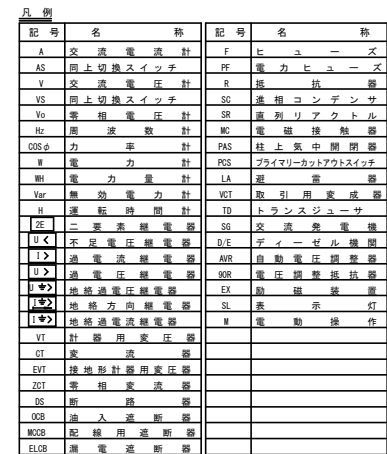 凡 例
記 号 名 称
A 交流電流計
AS 同上切換スイッチ
V 交流電圧計
VS 同上切換スイッチ
Vo 零相電圧計
Hz 周波数計
COSφ 力率計
W 電力計
WH 電力量計
Var 無効電力計
H 運転時間計
2E 二要素継電器
U < 不足電圧継電器
I > 過電流継電器
U > 過電圧継電器
U ⏚> 地絡過電圧継電器
I ⏚> 地絡方向継電器
I ⏚> 地絡過電流継電器
VT 計器用変圧器
CT 変流器
EVT 接地形計器用変圧器
ZCT 零相変流器
DS 断路器
OCB 油入遮断器
MCCB 配線用遮断器
ELCB 漏電遮断器
記 号 名 称
F ヒューズ
PF 電力ヒューズ
R 抵抗器
SC 進相コンデンサ
SR 直列リアクトル
MC 電磁接触器
PAS 柱上気中開閉器
PCS プライマリーカットアウトスイッチ
LA 避雷器
VCT 取引用変成器
TD トランスジューサ
SG 交流発電機
D/E ディーゼル機関
AVR 自動電圧調整器
90R 電圧調整抵抗器
EX 励磁装置
SL 表示灯
M 電動操作